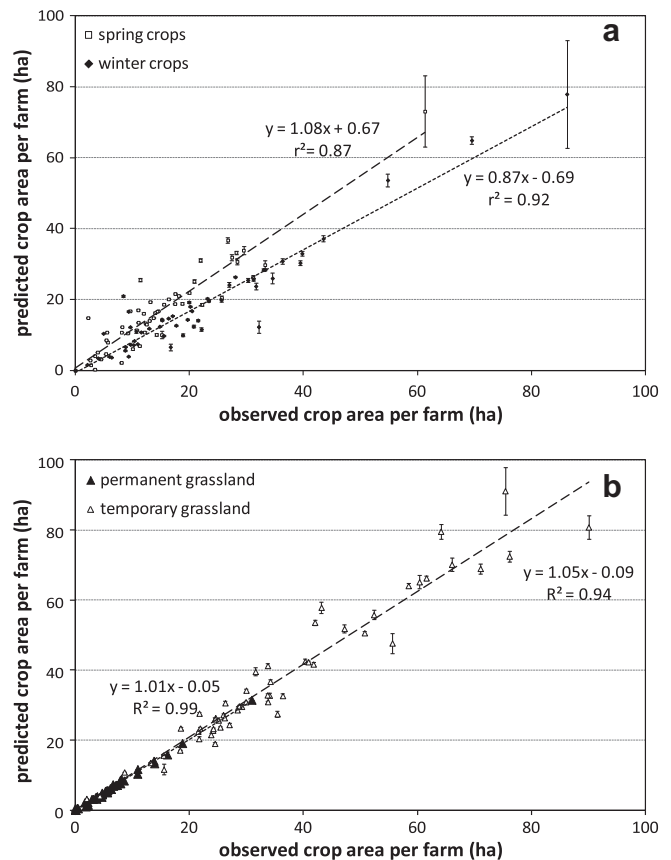 100
a
spring crops
winter crops
80
y = 1.08x + 0.67
r² = 0.87
60
y = 0.87x - 0.69
r² = 0.92
40
20
0
predicted crop area per farm (ha)
0 20 40 60 80 100
observed crop area per farm (ha)
100
b
permanent grassland
temporary grassland
80
y = 1.05x - 0.09
R² = 0.94
60
40
y = 1.01x - 0.05
R² = 0.99
20
0
predicted crop area per farm (ha)
0 20 40 60 80 100
observed crop area per farm (ha)